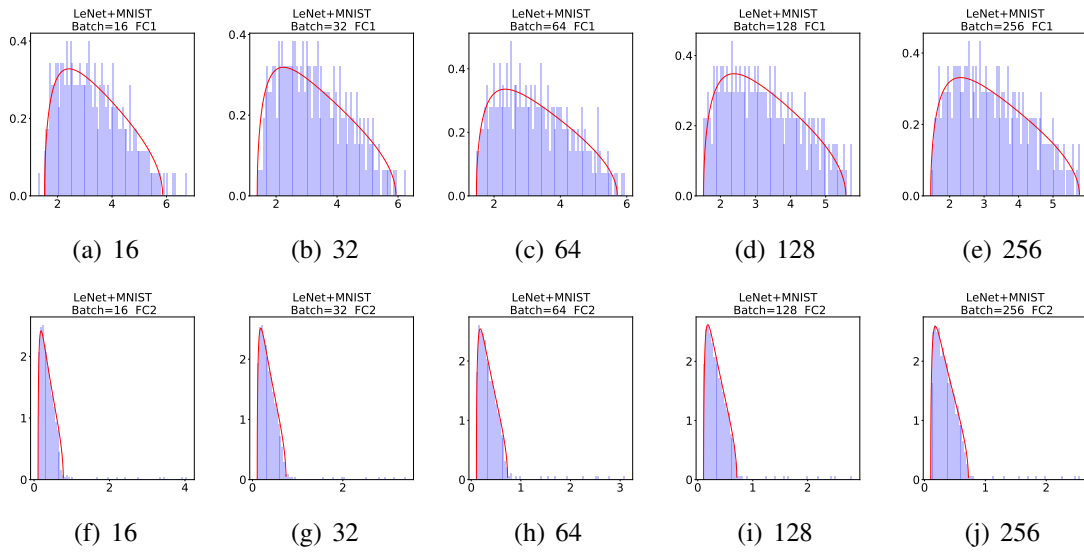 LeNet+MNIST
Batch=16 FC1
0.4
0.2
0.0
2 4 6
(a) 16
LeNet+MNIST
Batch=32 FC1
0.4
0.2
0.0
2 4 6
(b) 32
LeNet+MNIST
Batch=64 FC1
0.4
0.2
0.0
2 4 6
(c) 64
LeNet+MNIST
Batch=128 FC1
0.4
0.2
0.0
2 3 4 5
(d) 128
LeNet+MNIST
Batch=256 FC1
0.4
0.2
0.0
2 3 4 5
(e) 256
LeNet+MNIST
Batch=16 FC2
2
1
0
0 2 4
(f) 16
LeNet+MNIST
Batch=32 FC2
2
1
0
0 2
(g) 32
LeNet+MNIST
Batch=64 FC2
2
1
0
0 1 2 3
(h) 64
LeNet+MNIST
Batch=128 FC2
2
1
0
0 1 2
(i) 128
LeNet+MNIST
Batch=256 FC2
2
1
0
0 1 2
(j) 256